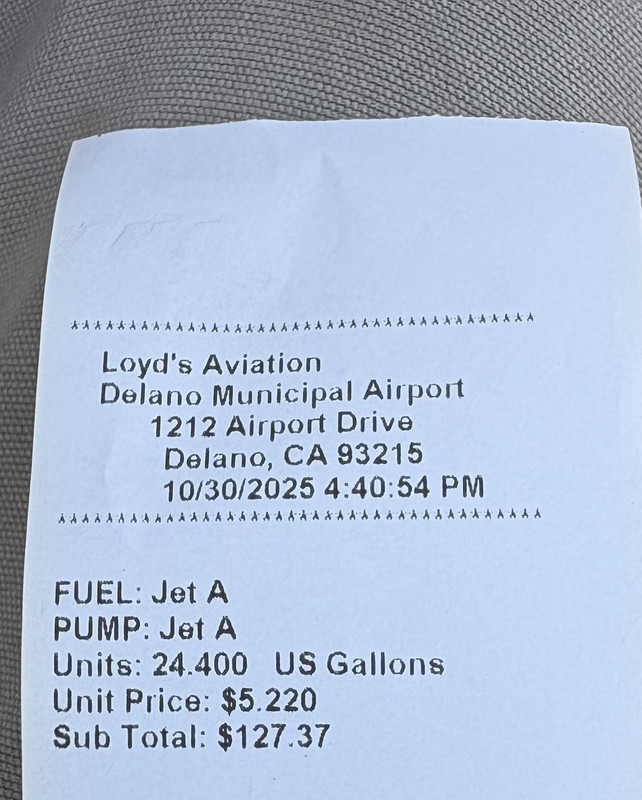 ****************************************
Loyd's Aviation
Delano Municipal Airport
1212 Airport Drive
Delano, CA 93215
10/30/2025 4:40:54 PM
****************************************
FUEL: Jet A
PUMP: Jet A
Units: 24.400 US Gallons
Unit Price: $5.220
Sub Total: $127.37